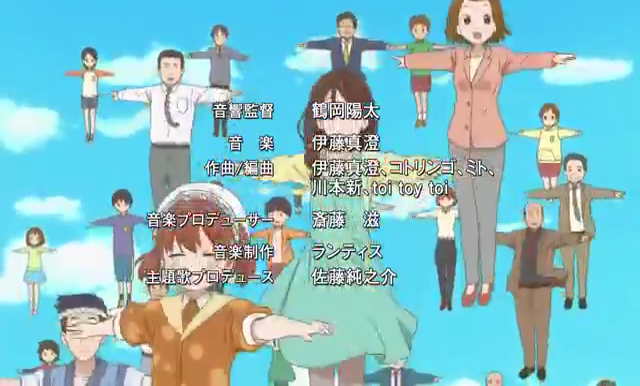 音響監督 鶴岡陽太
音 楽 伊藤真澄
作曲/編曲 伊藤真澄、コトリンゴ、ミト、
川本新、toi toy toi
音楽プロデューサー 斎藤 滋
音楽制作 ランティス
主題歌プロデュース 佐藤純之介